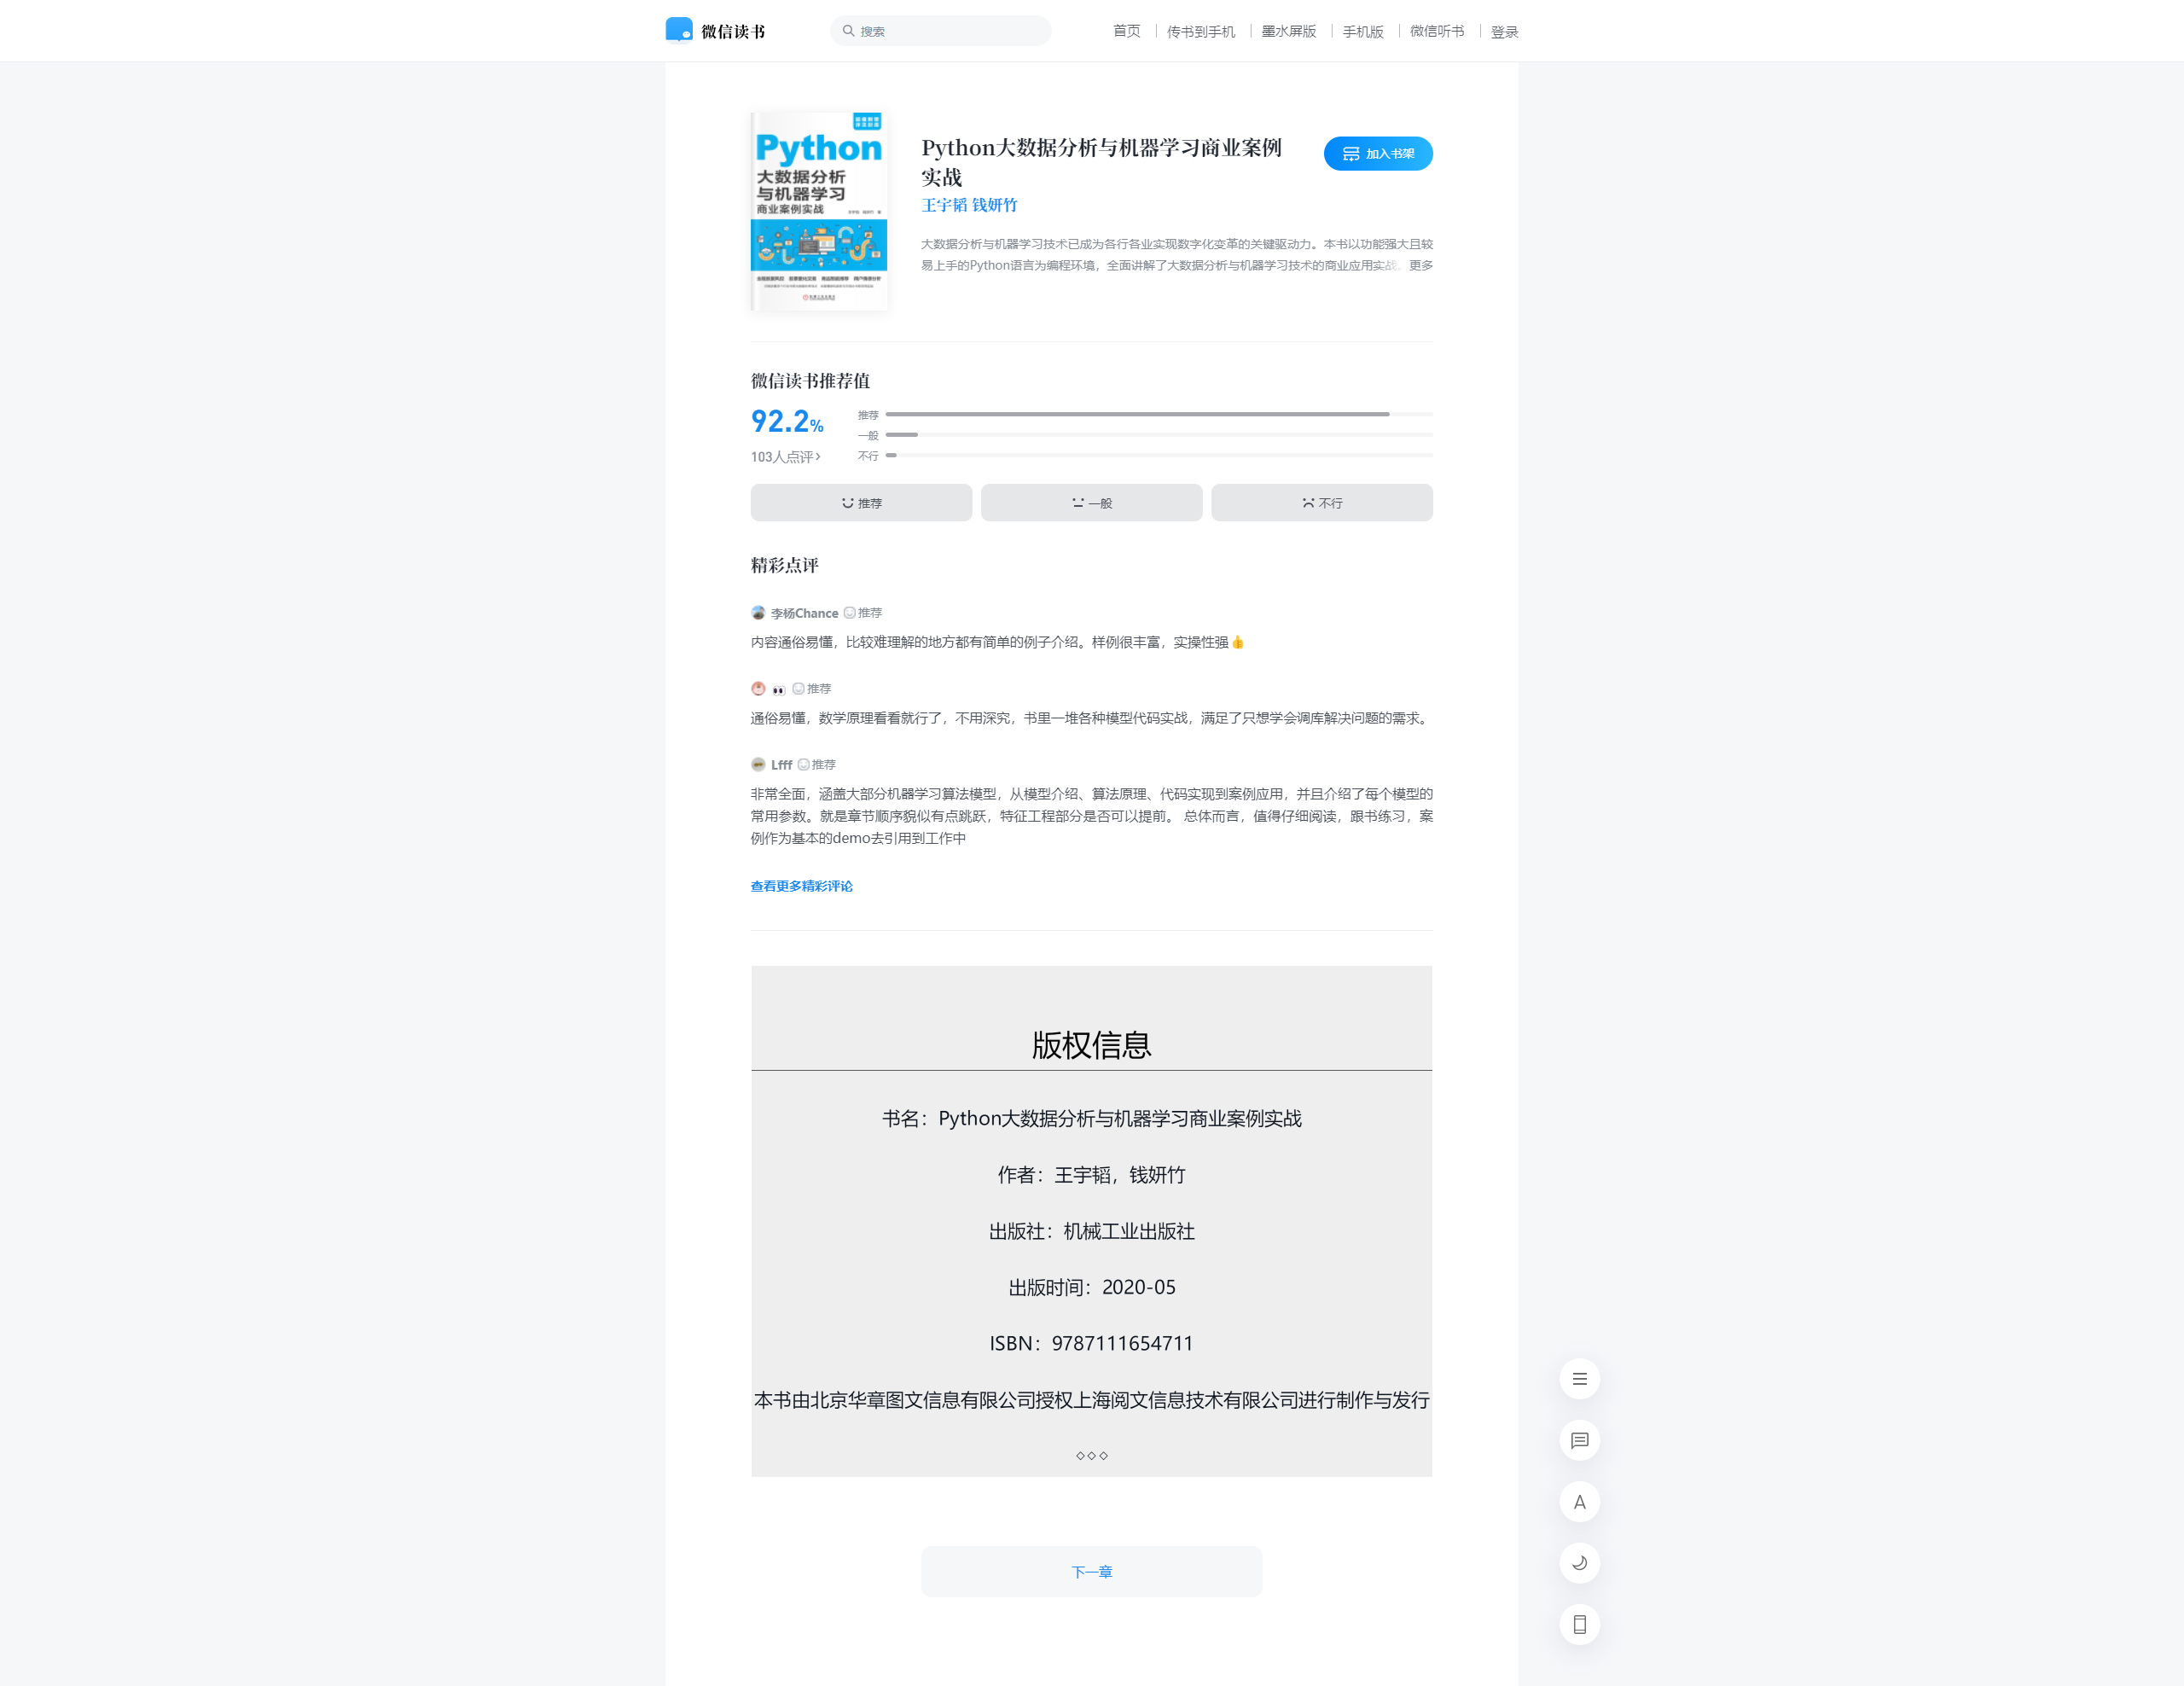 微信读书
搜索
首页
传书到手机
墨水屏版
手机版
微信听书
登录
Python
大数据分析
与机器学习
商业案例实战
Python大数据分析与机器学习商业案例
实战
加入书架
王宇韬 钱妍竹
大数据分析与机器学习技术已成为各行各业实现数字化变革的关键驱动力。本书以功能强大且较
易上手的Python语言为编程环境，全面讲解了大数据分析与机器学习技术的商业应用实战。 更多
微信读书推荐值
92.2%
103人点评
推荐
一般
不行
推荐
一般
不行
精彩点评
李杨Chance 推荐
内容通俗易懂，比较难理解的地方都有简单的例子介绍。样例很丰富，实操性强👍
👀 推荐
通俗易懂，数学原理看看就行了，不用深究，书里一堆各种模型代码实战，满足了只想学会调库解决问题的需求。
Lfff 推荐
非常全面，涵盖大部分机器学习算法模型，从模型介绍、算法原理、代码实现到案例应用，并且介绍了每个模型的
常用参数。就是章节顺序貌似有点跳跃，特征工程部分是否可以提前。 总体而言，值得仔细阅读，跟书练习，案
例作为基本的demo去引用到工作中
查看更多精彩评论
版权信息
书名：Python大数据分析与机器学习商业案例实战
作者：王宇韬，钱妍竹
出版社：机械工业出版社
出版时间：2020-05
ISBN：9787111654711
本书由北京华章图文信息有限公司授权上海阅文信息技术有限公司进行制作与发行
◇◇◇
下一章
A